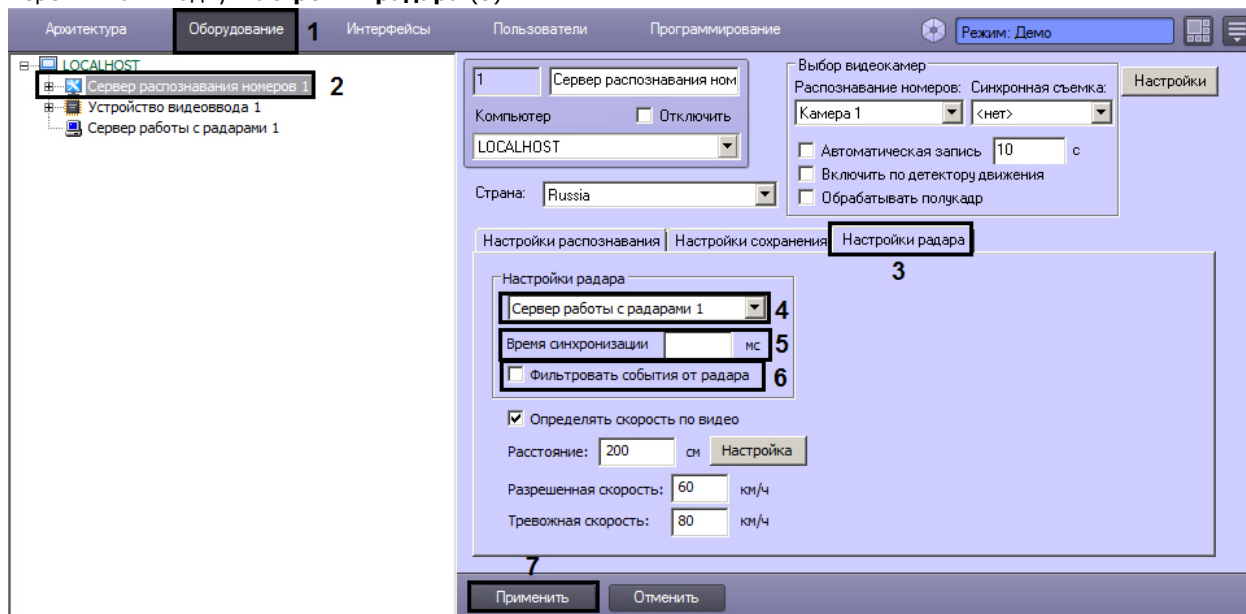 Архитектура Оборудование 1 Интерфейсы Пользователи Программирование Режим: Демо
LOCALHOST
Сервер распознавания номеров 1 2
Устройство видеоввода 1
Сервер работы с радарами 1
1 Сервер распознавания ном
Компьютер Отключить
LOCALHOST
Страна: Russia
Выбор видеокамер
Распознавание номеров: Синхронная съемка:
Камера 1 <нет>
Автоматическая запись 10 с
Включить по детектору движения
Обрабатывать полукадр
Настройки
Настройки распознавания Настройки сохранения Настройки радара
3
Настройки радара
Сервер работы с радарами 1 4
Время синхронизации мс 5
Фильтровать события от радара 6
Определять скорость по видео
Расстояние: 200 см Настройка
Разрешенная скорость: 60 км/ч
Тревожная скорость: 80 км/ч
7
Применить Отменить